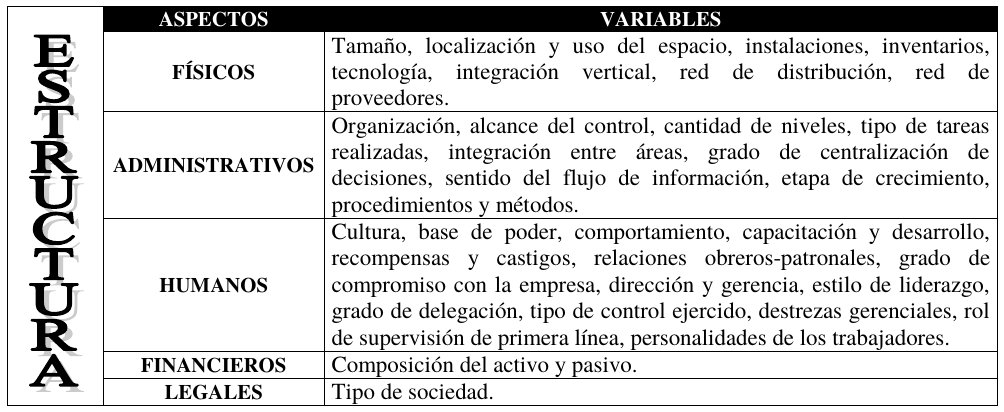 ESTRUCTURA
ASPECTOS VARIABLES
FÍSICOS
Tamaño, localización y uso del espacio, instalaciones, inventarios,
tecnología, integración vertical, red de distribución, red de
proveedores.
ADMINISTRATIVOS
Organización, alcance del control, cantidad de niveles, tipo de tareas
realizadas, integración entre áreas, grado de centralización de
decisiones, sentido del flujo de información, etapa de crecimiento,
procedimientos y métodos.
HUMANOS
Cultura, base de poder, comportamiento, capacitación y desarrollo,
recompensas y castigos, relaciones obreros-patronales, grado de
compromiso con la empresa, dirección y gerencia, estilo de liderazgo,
grado de delegación, tipo de control ejercido, destrezas gerenciales, rol
de supervisión de primera línea, personalidades de los trabajadores.
FINANCIEROS Composición del activo y pasivo.
LEGALES Tipo de sociedad.